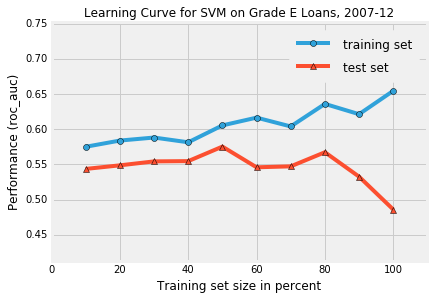 Learning Curve for SVM on Grade E Loans, 2007-12
0.75
0.70
0.65
0.60
0.55
0.50
0.45
Performance (roc_auc)
training set
test set
0 20 40 60 80 100
Training set size in percent